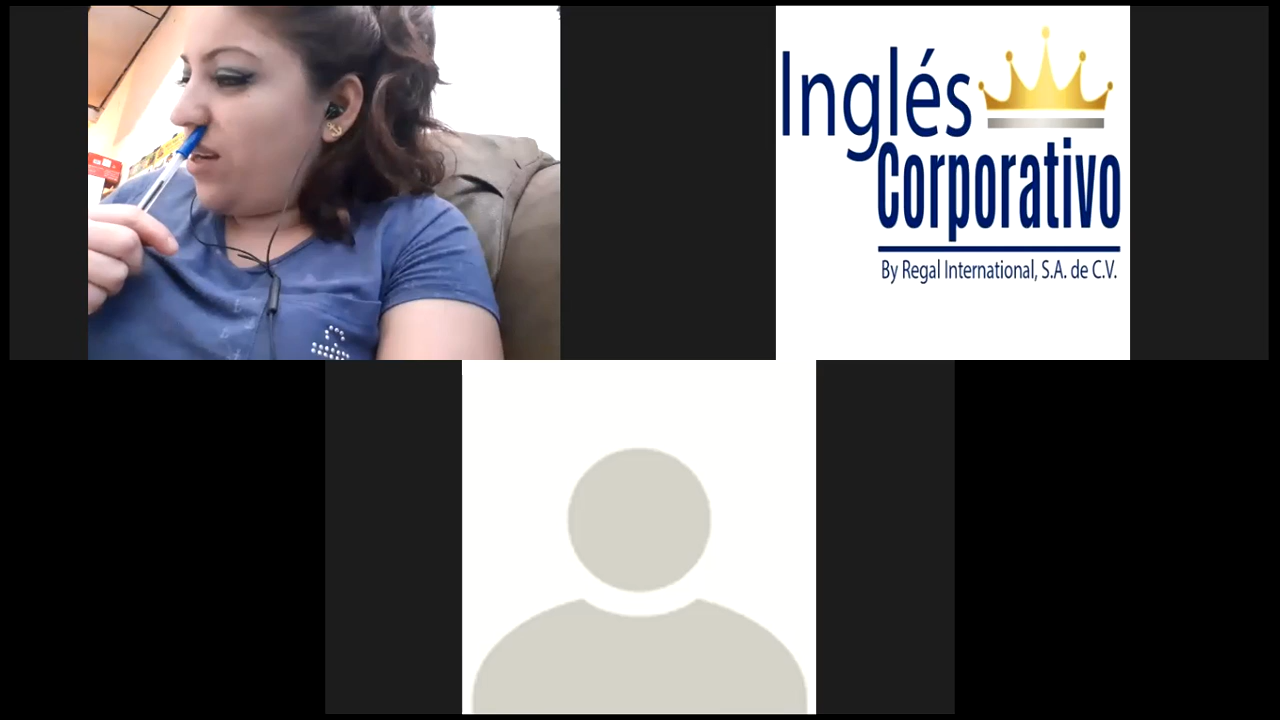 Inglés
Corporativo
By Regal International, S.A. de C.V.